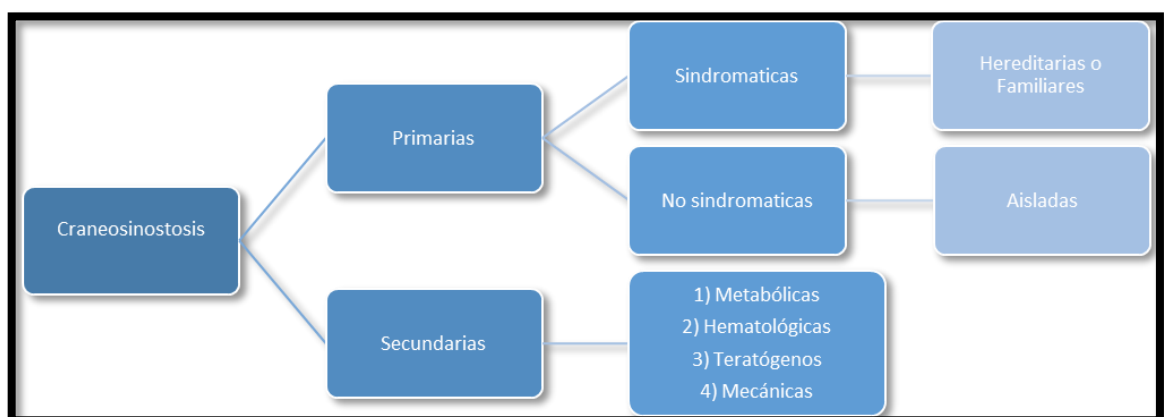 Craneosinostosis
Primarias
Sindromaticas
Hereditarias o
Familiares
No sindromaticas
Aisladas
Secundarias
1) Metabólicas
2) Hematológicas
3) Teratógenos
4) Mecánicas